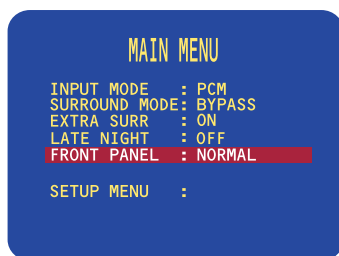 MAIN MENU
INPUT MODE : PCM
SURROUND MODE: BYPASS
EXTRA SURR : ON
LATE NIGHT : OFF
FRONT PANEL : NORMAL
SETUP MENU :